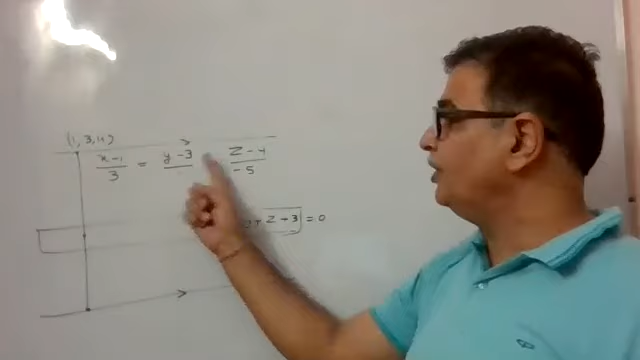 (1, 3, 4)
x-1/3 = y-3/ z-4/-5
+ z + 3 = 0